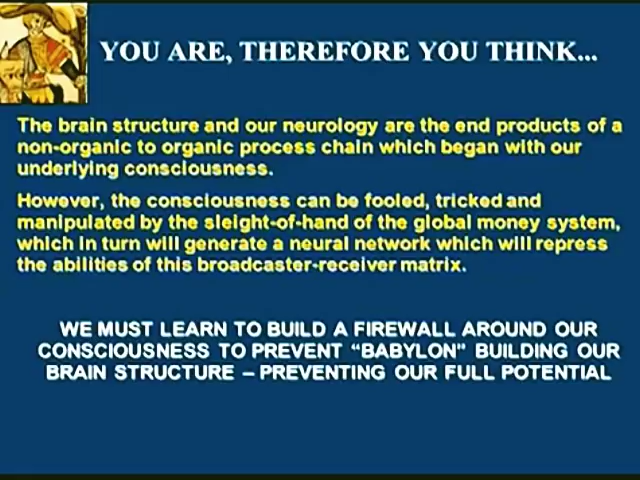 YOU ARE, THEREFORE YOU THINK...
The brain structure and our neurology are the end products of a
non-organic to organic process chain which began with our
underlying consciousness.
However, the consciousness can be fooled, tricked and
manipulated by the sleight-of-hand of the global money system,
which in turn will generate a neural network which will repress
the abilities of this broadcaster-receiver matrix.
WE MUST LEARN TO BUILD A FIREWALL AROUND OUR
CONSCIOUSNESS TO PREVENT “BABYLON” BUILDING OUR
BRAIN STRUCTURE – PREVENTING OUR FULL POTENTIAL